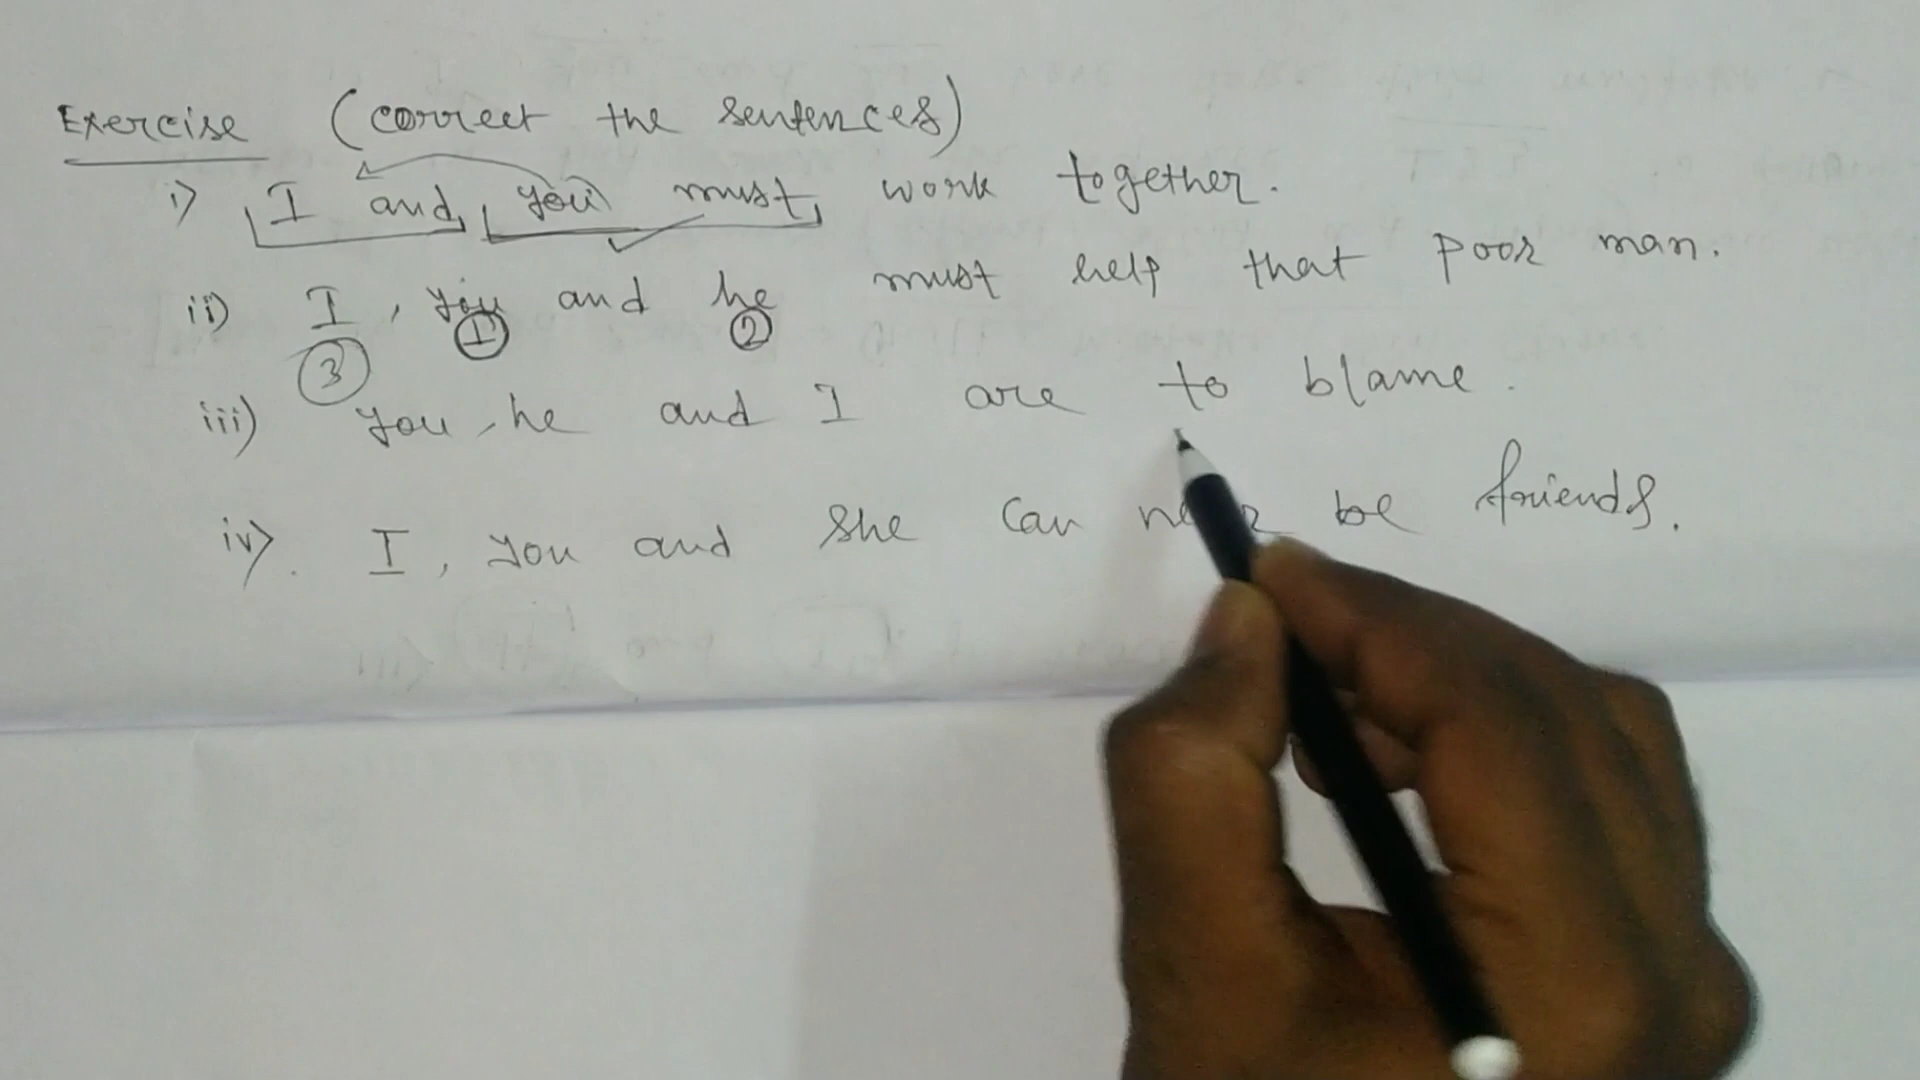 Exercise (correct the sentences)
i) I and you must work together.
ii) I, you and he must help that poor man.
1 2
3
iii) you, he and I are to blame.
iv). I, you and she can be friends.